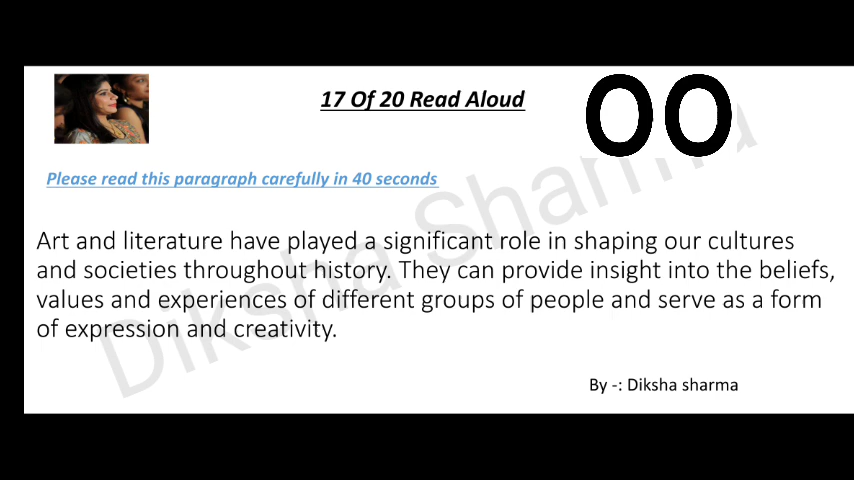 17 Of 20 Read Aloud
00
Please read this paragraph carefully in 40 seconds
Art and literature have played a significant role in shaping our cultures
and societies throughout history. They can provide insight into the beliefs,
values and experiences of different groups of people and serve as a form
of expression and creativity.
By -: Diksha sharma
Diksha Sharma